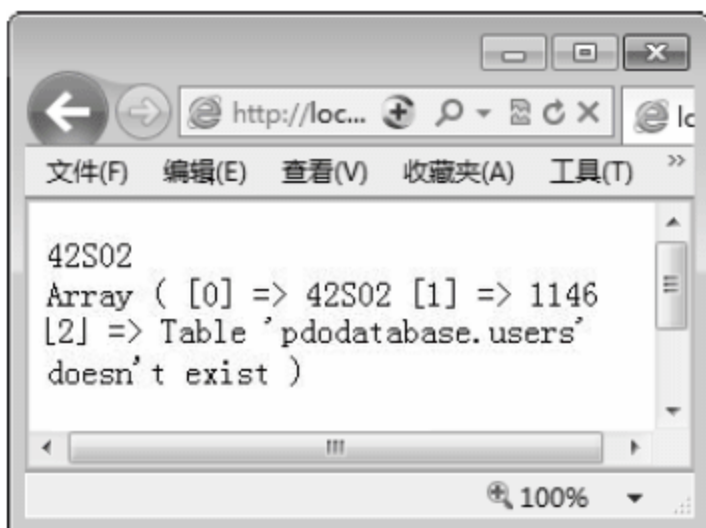 http://loc...
文件(F) 编辑(E) 查看(V) 收藏夹(A) 工具(T) »
42S02
Array ( [0] => 42S02 [1] => 1146
[2] => Table 'pdodatabase.users'
doesn't exist )
100%